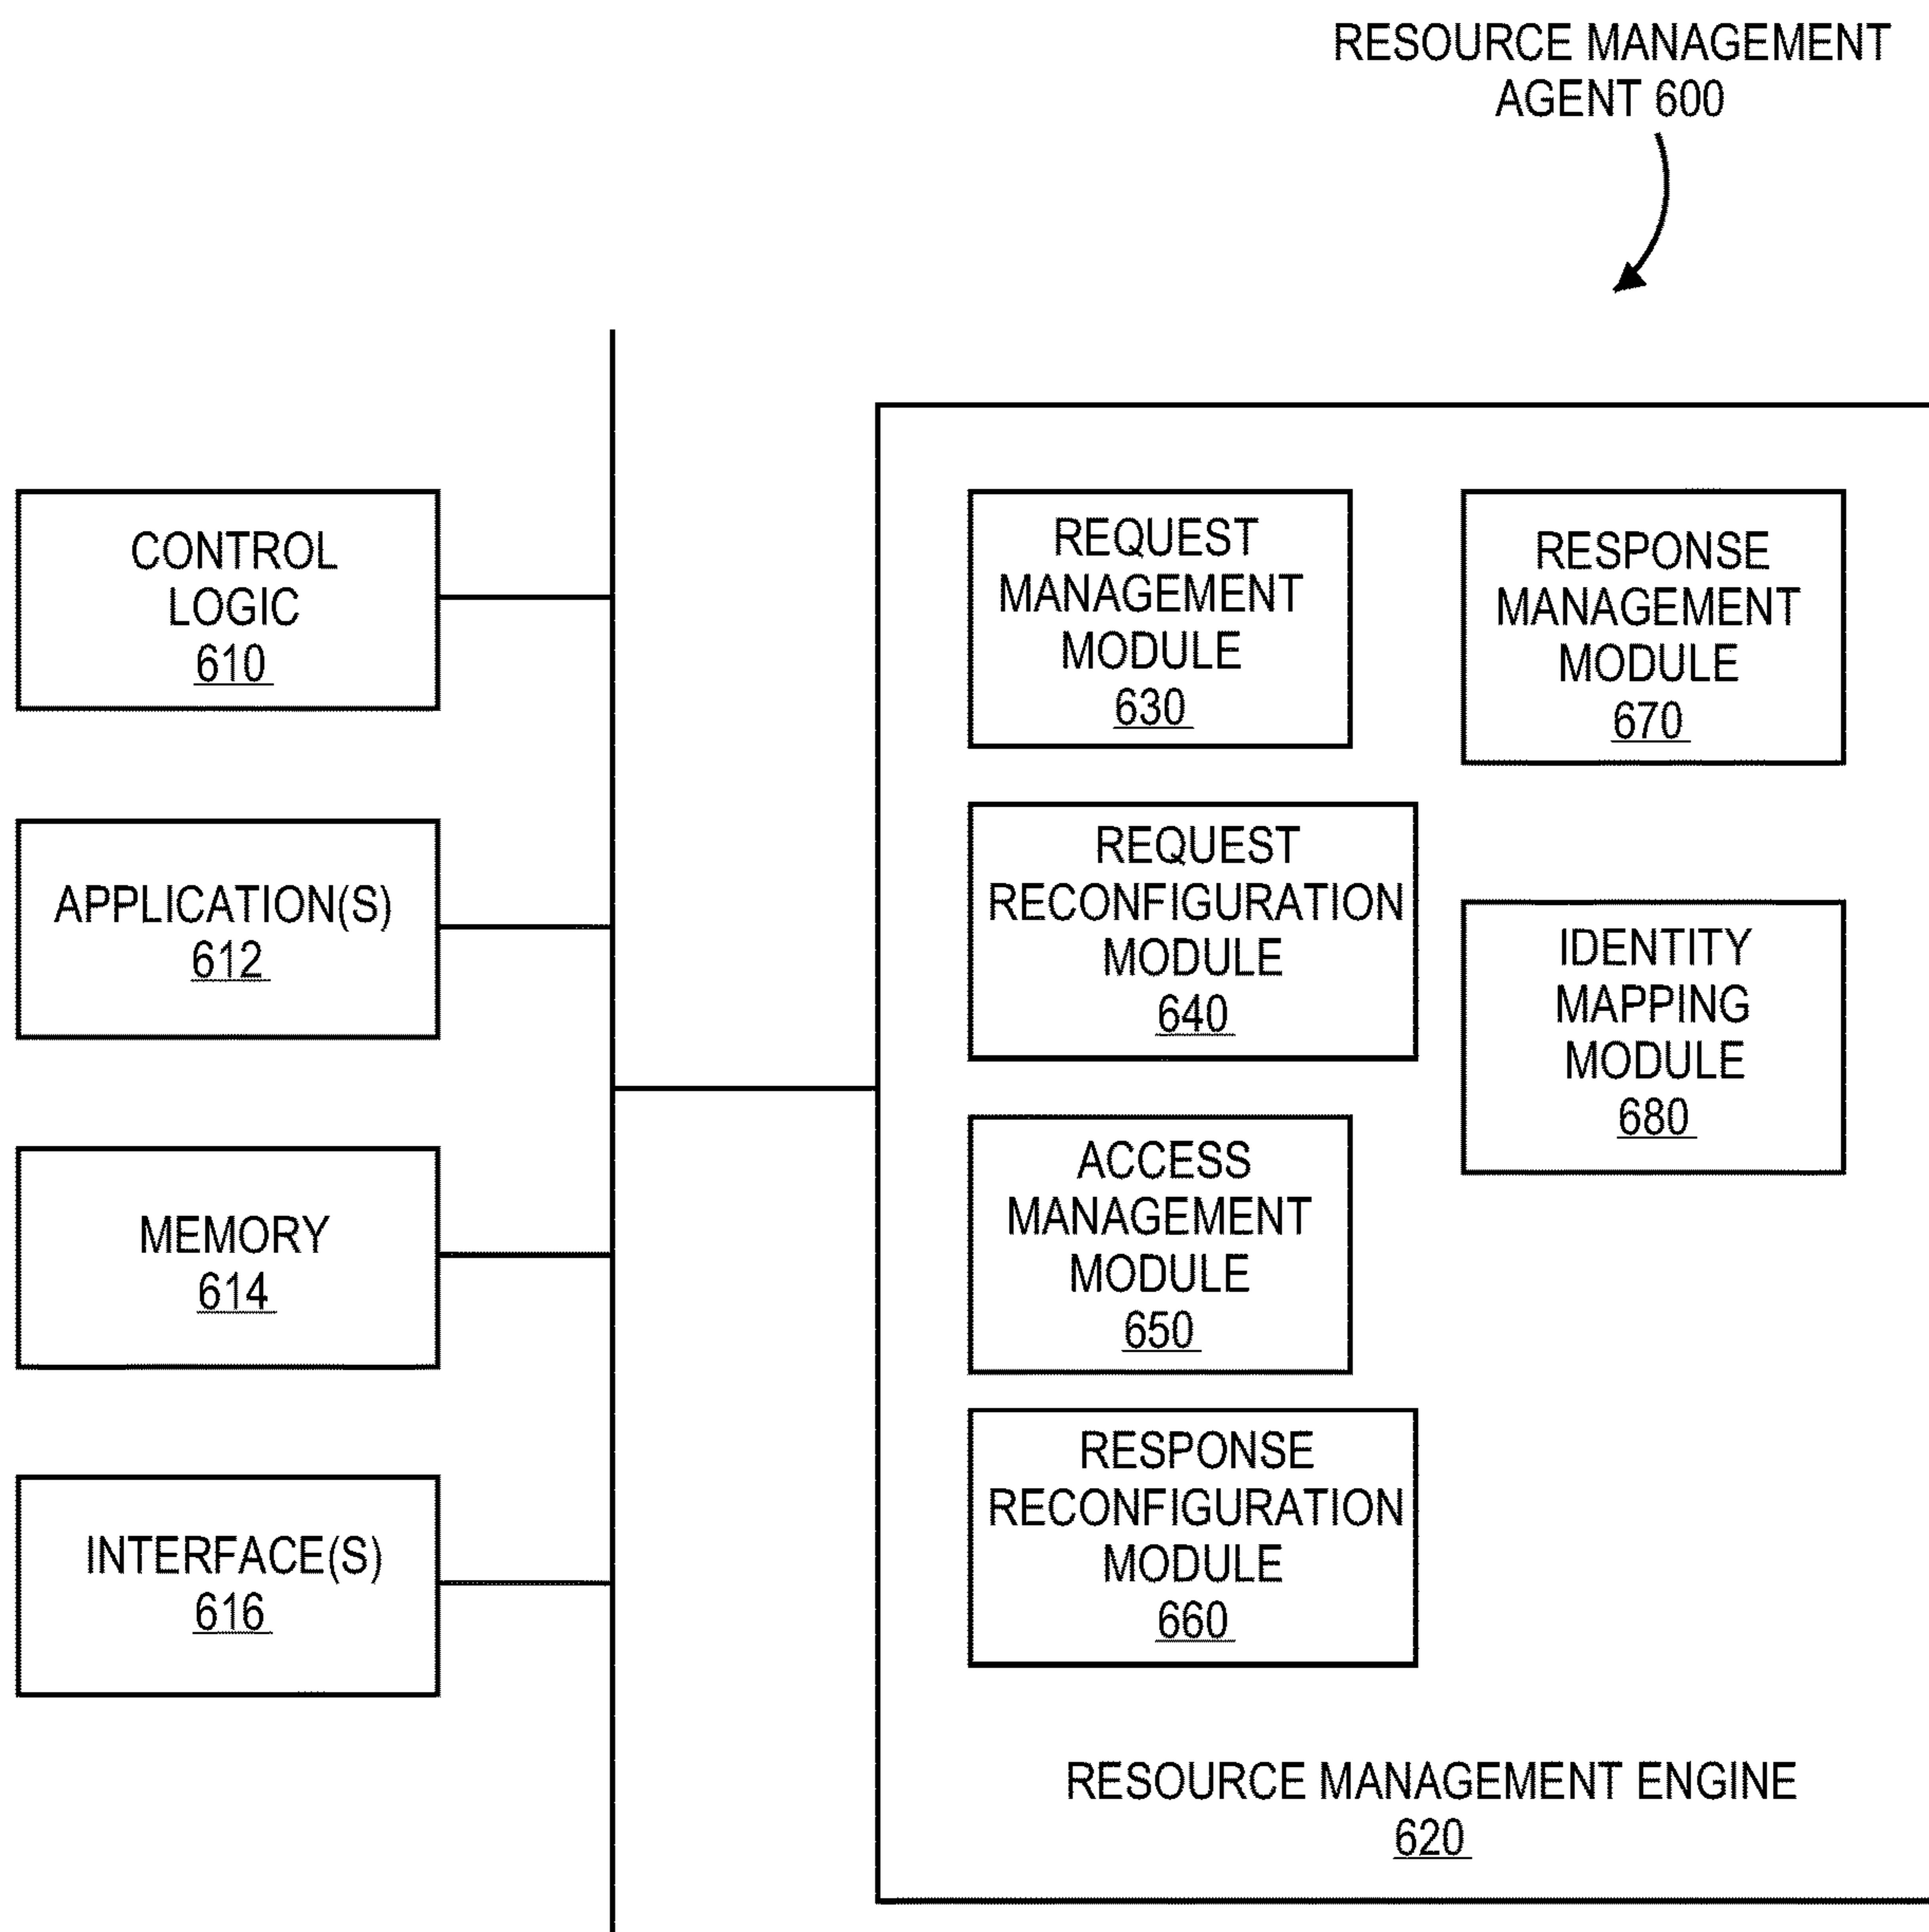 RESOURCE MANAGEMENT
AGENT 600
CONTROL
LOGIC
610
APPLICATION(S)
612
MEMORY
614
INTERFACE(S)
616
REQUEST
MANAGEMENT
MODULE
630
REQUEST
RECONFIGURATION
MODULE
640
ACCESS
MANAGEMENT
MODULE
650
RESPONSE
RECONFIGURATION
MODULE
660
RESPONSE
MANAGEMENT
MODULE
670
IDENTITY
MAPPING
MODULE
680
RESOURCE MANAGEMENT ENGINE
620